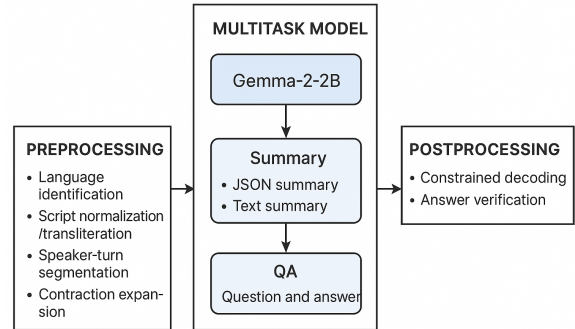 PREPROCESSING
• Language
identification
• Script normalization
/transliteration
• Speaker-turn
segmentation
• Contraction expan-
sion
MULTITASK MODEL
Gemma-2-2B
Summary
• JSON summary
• Text summary
QA
Question and answer
POSTPROCESSING
• Constrained decoding
• Answer verification